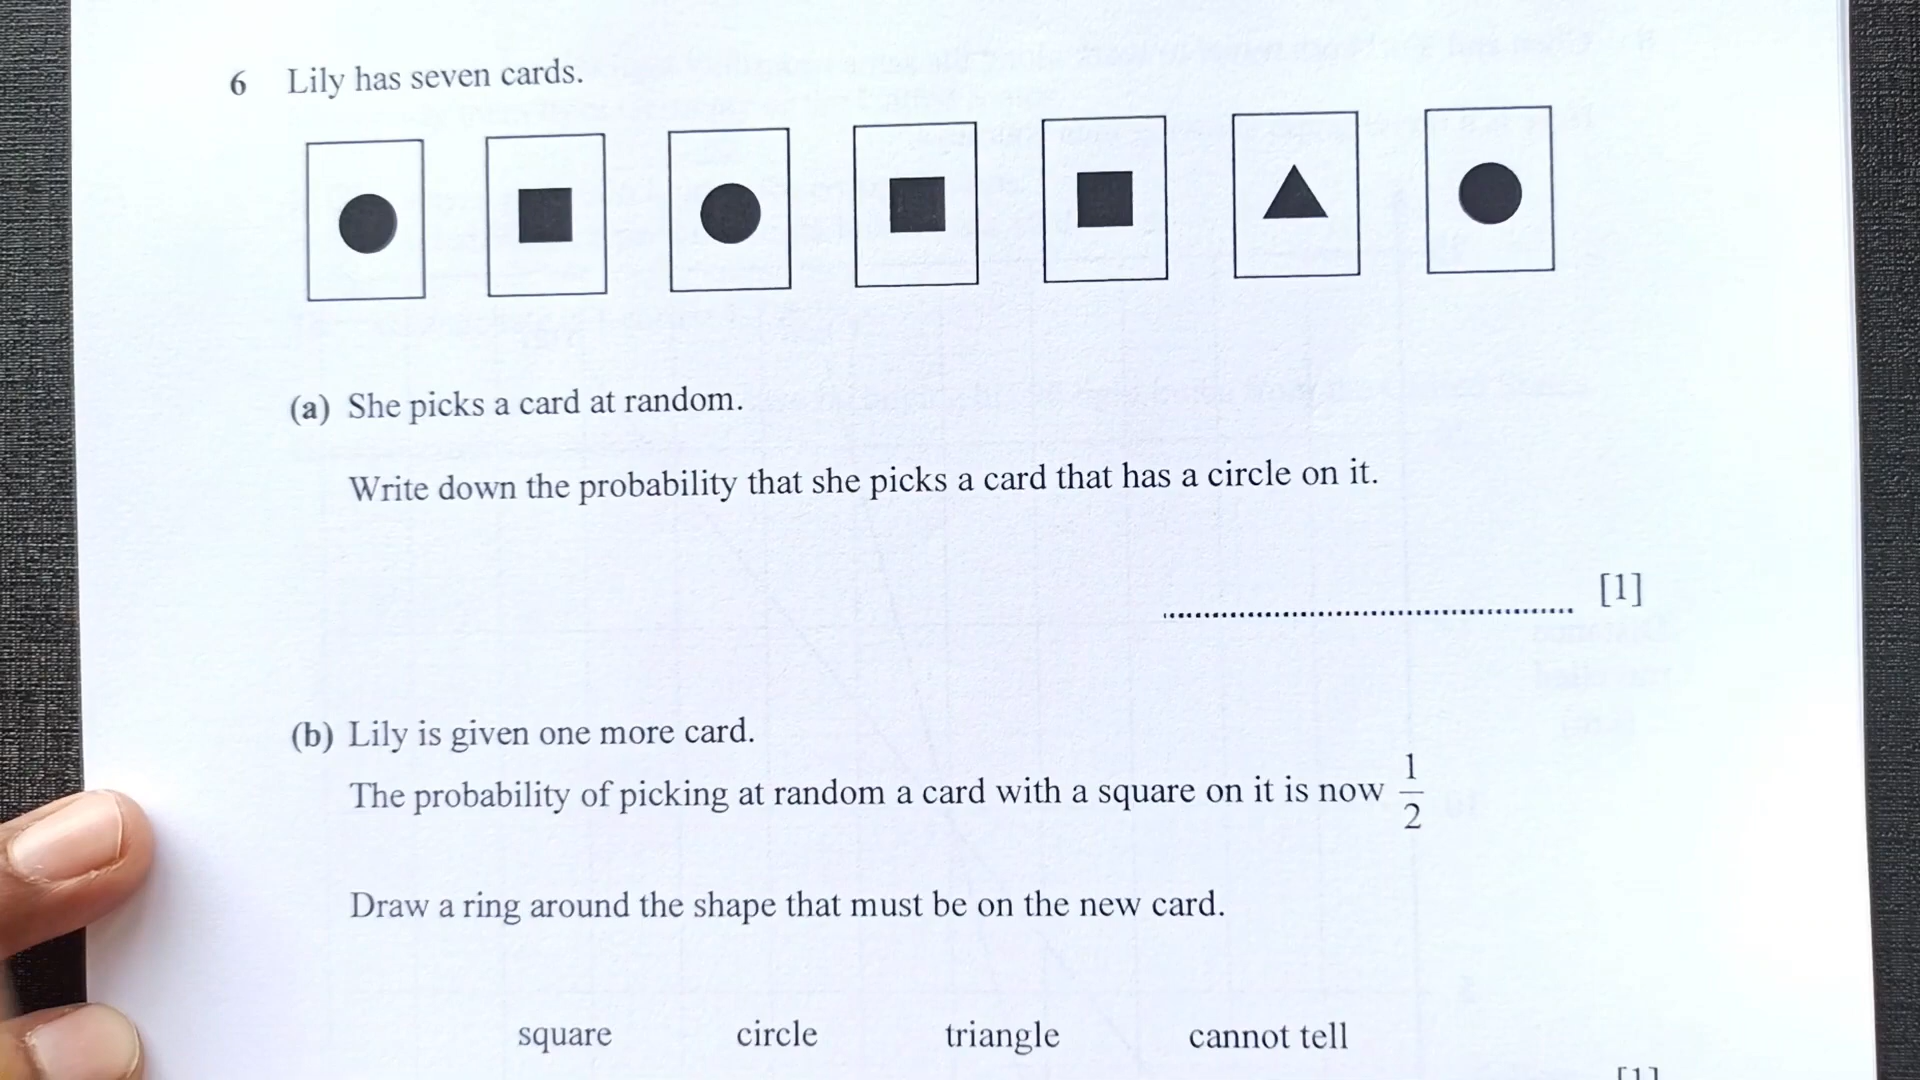 6 Lily has seven cards.
(a) She picks a card at random.
Write down the probability that she picks a card that has a circle on it.
[1]
(b) Lily is given one more card.
The probability of picking at random a card with a square on it is now 1/2
Draw a ring around the shape that must be on the new card.
square circle triangle cannot tell
[1]